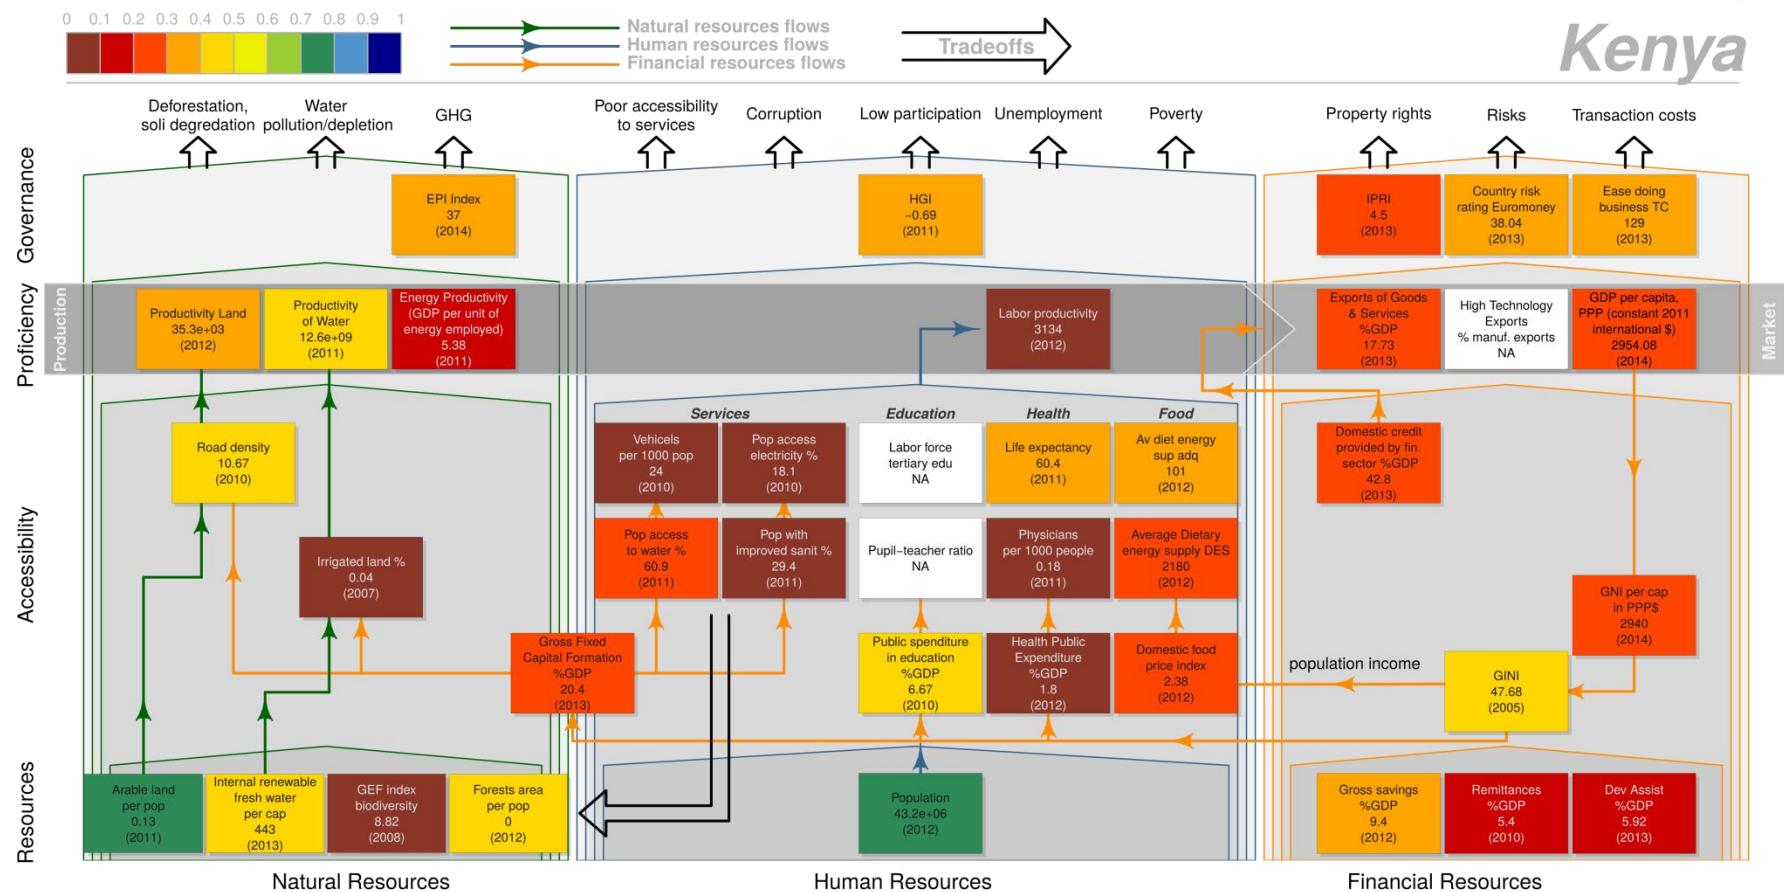 0 0.1 0.2 0.3 0.4 0.5 0.6 0.7 0.8 0.9 1
Natural resources flows
Human resources flows
Financial resources flows
Tradeoffs
Kenya
Deforestation,
soli degredation
Water
pollution/depletion
GHG
Poor accessibility
to services
Corruption
Low participation
Unemployment
Poverty
Property rights
Risks
Transaction costs
Governance
EPI Index
37
(2014)
HGI
−0.69
(2011)
IPRI
4.5
(2013)
Country risk
rating Euromoney
38.04
(2013)
Ease doing
business TC
129
(2013)
Proficiency
Production
Productivity Land
35.3e+03
(2012)
Productivity
of Water
12.6e+09
(2011)
Energy Productivity
(GDP per unit of
energy employed)
5.38
(2011)
Labor productivity
3134
(2012)
Exports of Goods
& Services
%GDP
17.73
(2013)
High Technology
Exports
% manuf. exports
NA
GDP per capita,
PPP (constant 2011
international $)
2954.08
(2014)
Market
Accessibility
Services
Education
Health
Food
Road density
10.67
(2010)
Vehicels
per 1000 pop
24
(2010)
Pop access
electricity %
18.1
(2010)
Labor force
tertiary edu
NA
Life expectancy
60.4
(2011)
Av diet energy
sup adq
101
(2012)
Domestic credit
provided by fin.
sector %GDP
42.8
(2013)
Irrigated land %
0.04
(2007)
Pop access
to water %
60.9
(2011)
Pop with
improved sanit %
29.4
(2011)
Pupil−teacher ratio
NA
Physicians
per 1000 people
0.18
(2011)
Average Dietary
energy supply DES
2180
(2012)
GNI per cap
in PPP$
2940
(2014)
Gross Fixed
Capital Formation
%GDP
20.4
(2013)
Public spenditure
in education
%GDP
6.67
(2010)
Health Public
Expenditure
%GDP
1.8
(2012)
Domestic food
price index
2.38
(2012)
population income
GINI
47.68
(2005)
Resources
Arable land
per pop
0.13
(2011)
Internal renewable
fresh water
per cap
443
(2013)
GEF index
biodiversity
8.82
(2008)
Forests area
per pop
0
(2012)
Population
43.2e+06
(2012)
Gross savings
%GDP
9.4
(2012)
Remittances
%GDP
5.4
(2010)
Dev Assist
%GDP
5.92
(2013)
Natural Resources
Human Resources
Financial Resources